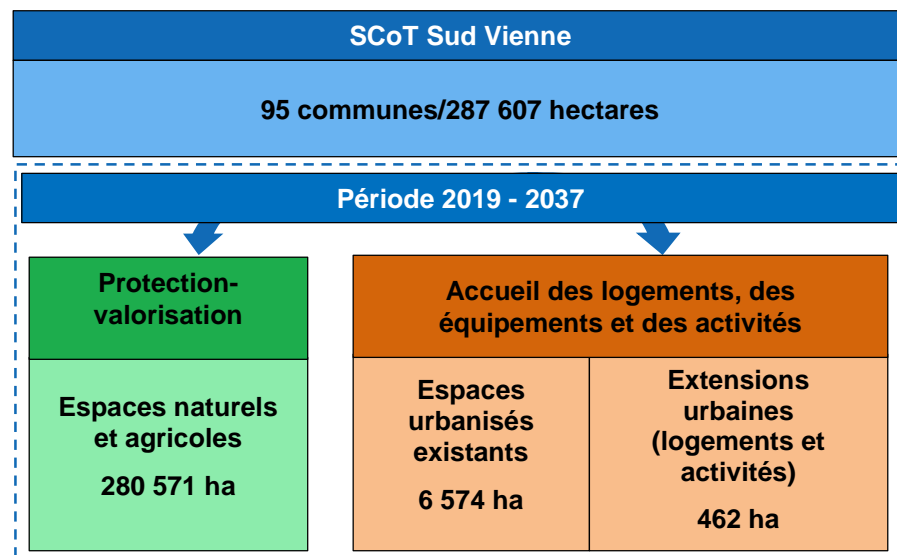 SCoT Sud Vienne
95 communes/287 607 hectares
Période 2019 - 2037
Protection-
valorisation
Accueil des logements, des
équipements et des activités
Espaces naturels
et agricoles
280 571 ha
Espaces
urbanisés
existants
6 574 ha
Extensions
urbaines
(logements et
activités)
462 ha